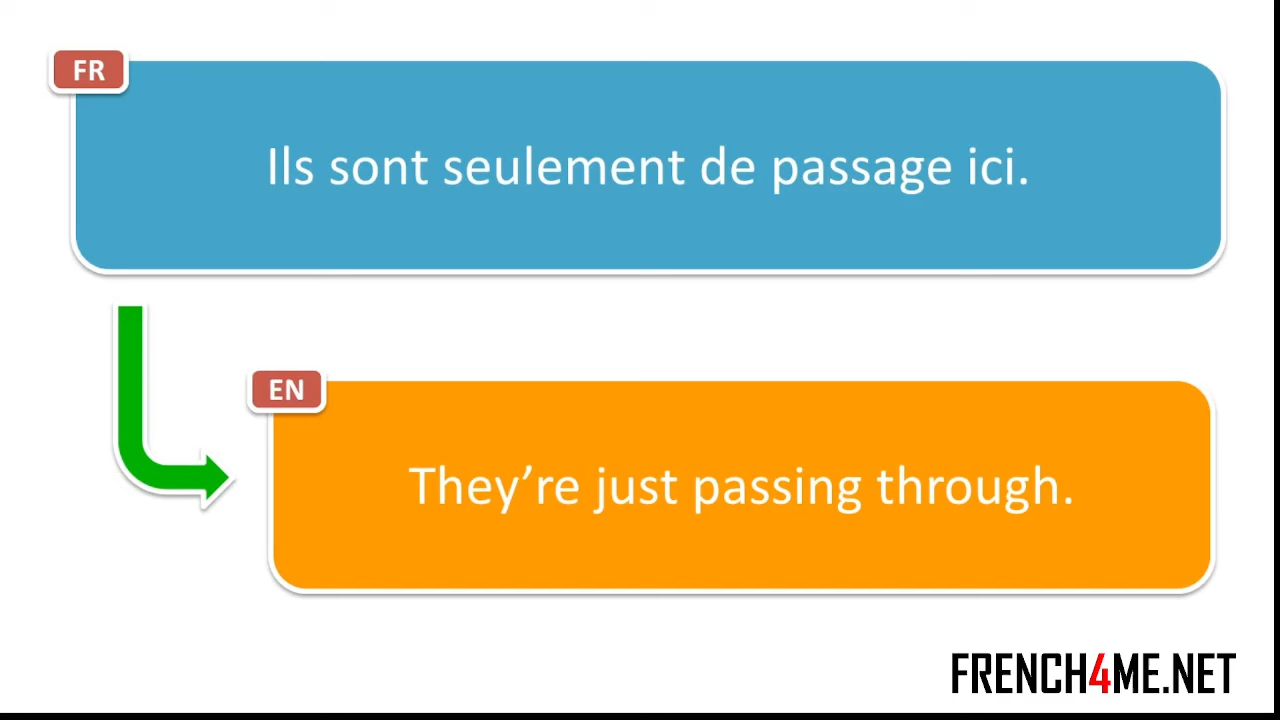 FR
Ils sont seulement de passage ici.
EN
They’re just passing through.
FRENCH4ME.NET